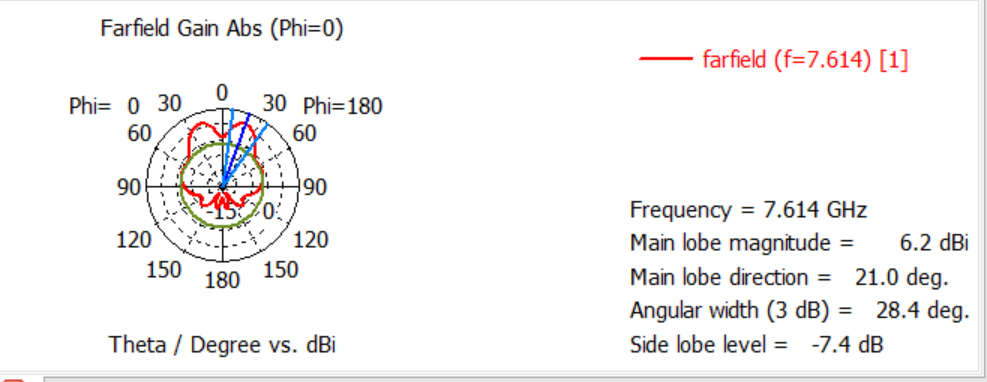 Farfield Gain Abs (Phi=0)
farfield (f=7.614) [1]
Phi= 0 30 0 30 Phi=180
60 60
90 90
-15 0
120 120
150 180 150
Theta / Degree vs. dBi
Frequency = 7.614 GHz
Main lobe magnitude = 6.2 dBi
Main lobe direction = 21.0 deg.
Angular width (3 dB) = 28.4 deg.
Side lobe level = -7.4 dB